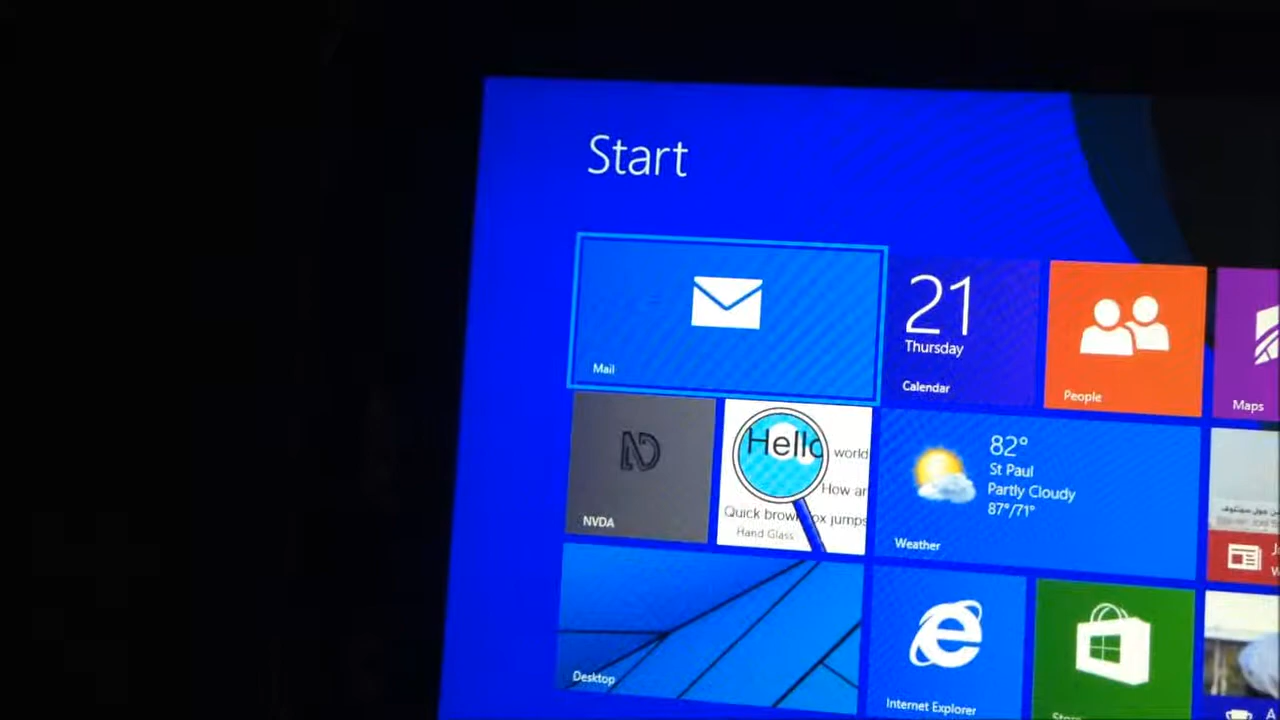 Start
Mail
21
Thursday
Calendar
People
Maps
NVDA
Hello world
How ar
Quick brow ox jumps
Hand Glass
82°
St Paul
Partly Cloudy
87°/71°
Weather
Desktop
Internet Explorer
Store